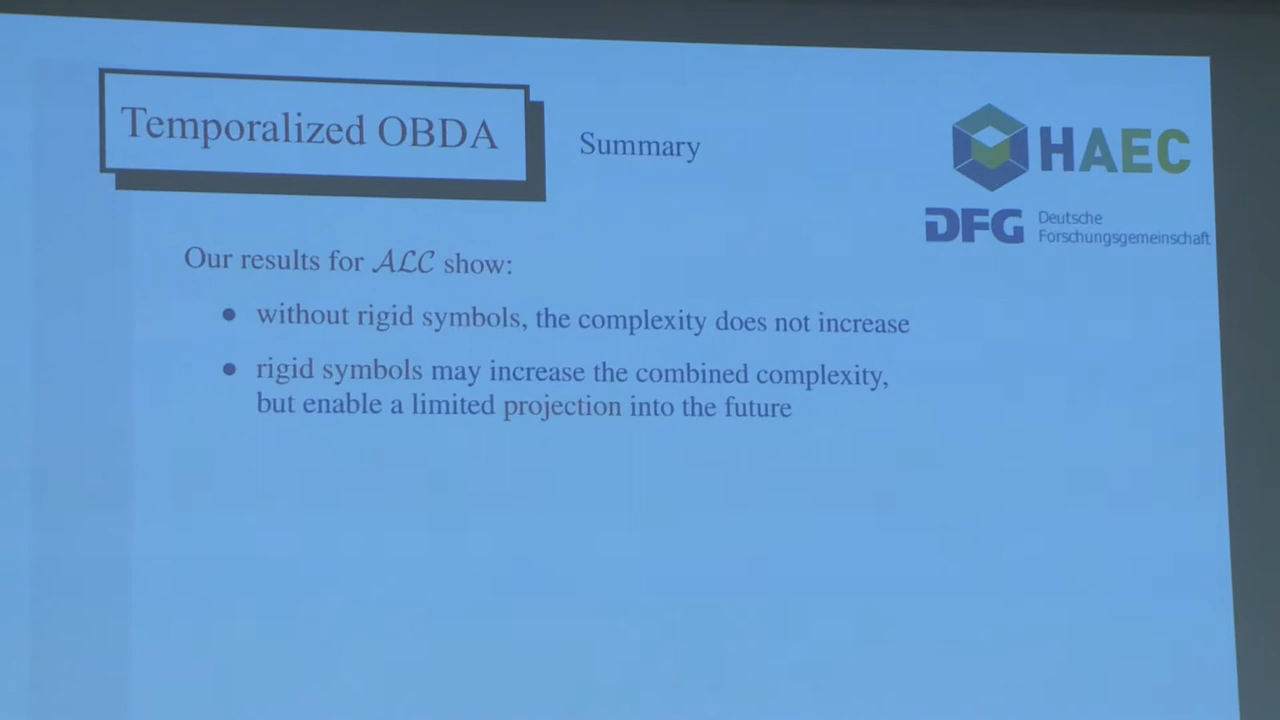 Temporalized OBDA
Summary
HAEC
DFG Deutsche
Forschungsgemeinschaft
Our results for ALC show:
• without rigid symbols, the complexity does not increase
• rigid symbols may increase the combined complexity,
but enable a limited projection into the future